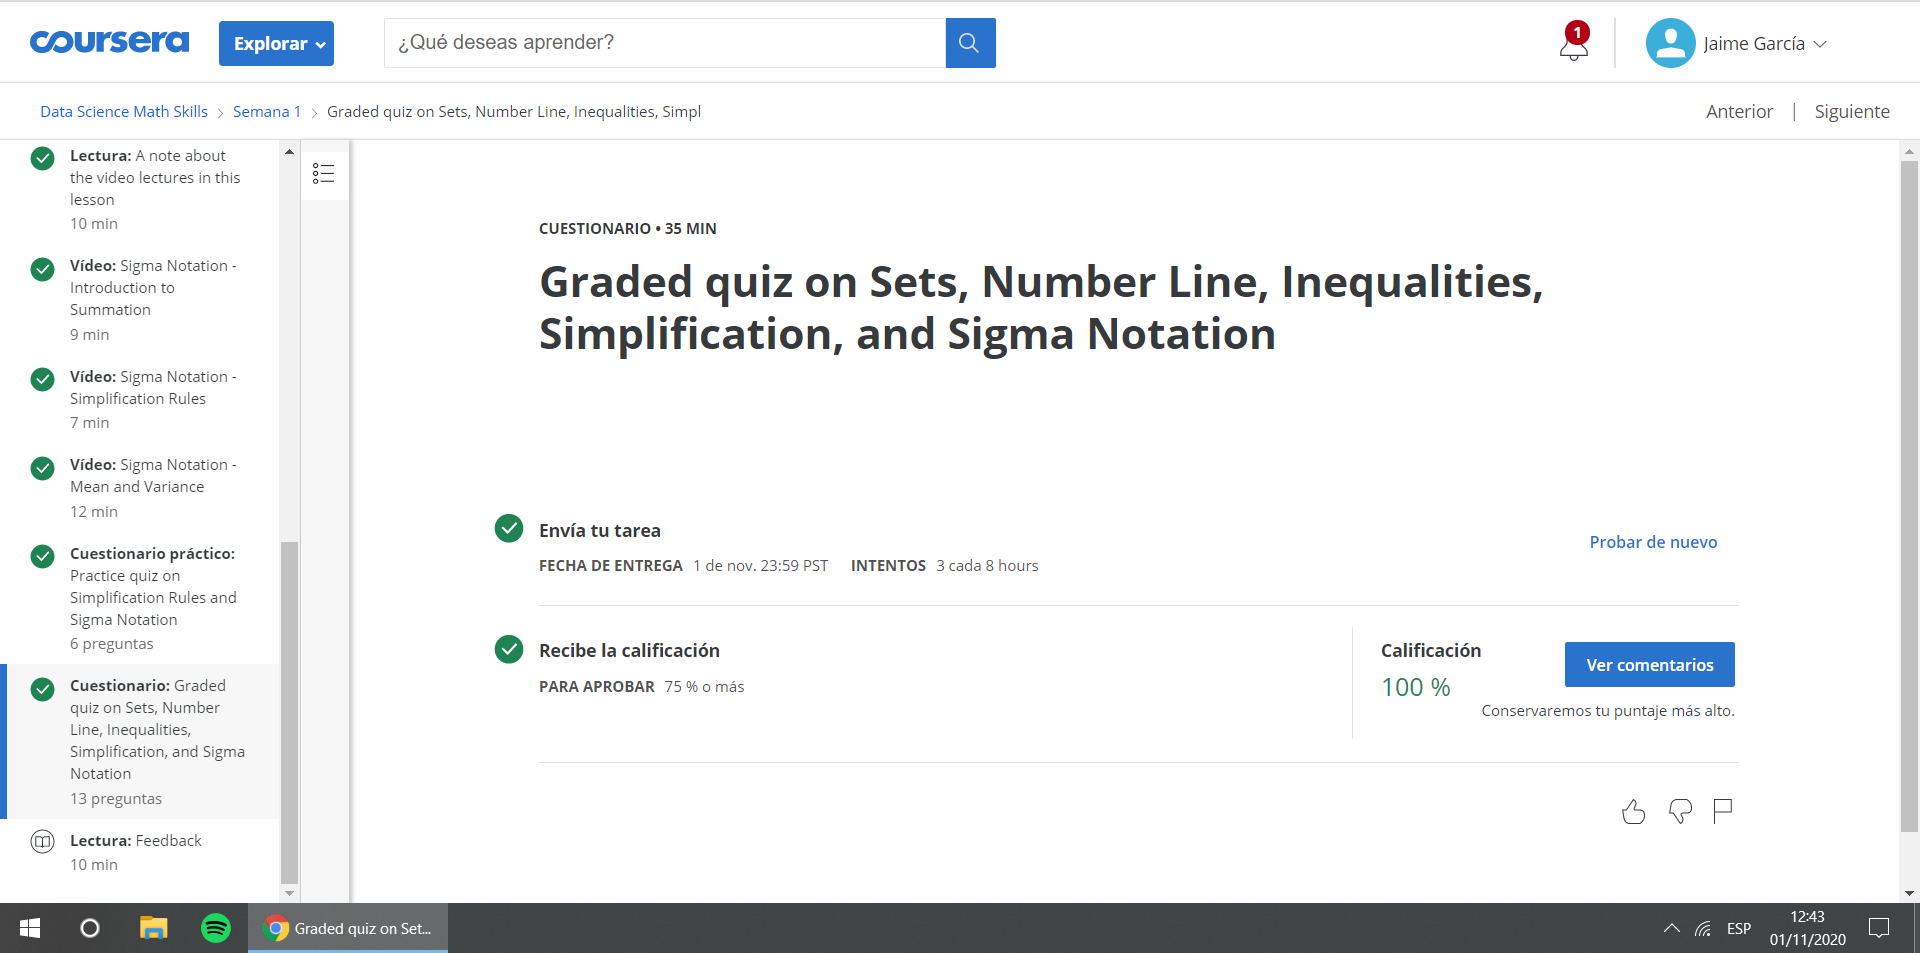 coursera
Explorar
¿Qué deseas aprender?
1
Jaime García
Data Science Math Skills
Semana 1
Graded quiz on Sets, Number Line, Inequalities, Simpl
Anterior | Siguiente
Lectura: A note about
the video lectures in this
lesson
10 min
Vídeo: Sigma Notation -
Introduction to
Summation
9 min
Vídeo: Sigma Notation -
Simplification Rules
7 min
Vídeo: Sigma Notation -
Mean and Variance
12 min
Cuestionario práctico:
Practice quiz on
Simplification Rules and
Sigma Notation
6 preguntas
Cuestionario: Graded
quiz on Sets, Number
Line, Inequalities,
Simplification, and Sigma
Notation
13 preguntas
Lectura: Feedback
10 min
CUESTIONARIO • 35 MIN
Graded quiz on Sets, Number Line, Inequalities,
Simplification, and Sigma Notation
Envía tu tarea
FECHA DE ENTREGA 1 de nov. 23:59 PST INTENTOS 3 cada 8 hours
Probar de nuevo
Recibe la calificación
PARA APROBAR 75 % o más
Calificación
100 %
Ver comentarios
Conservaremos tu puntaje más alto.
Graded quiz on Set...
ESP
12:43
01/11/2020